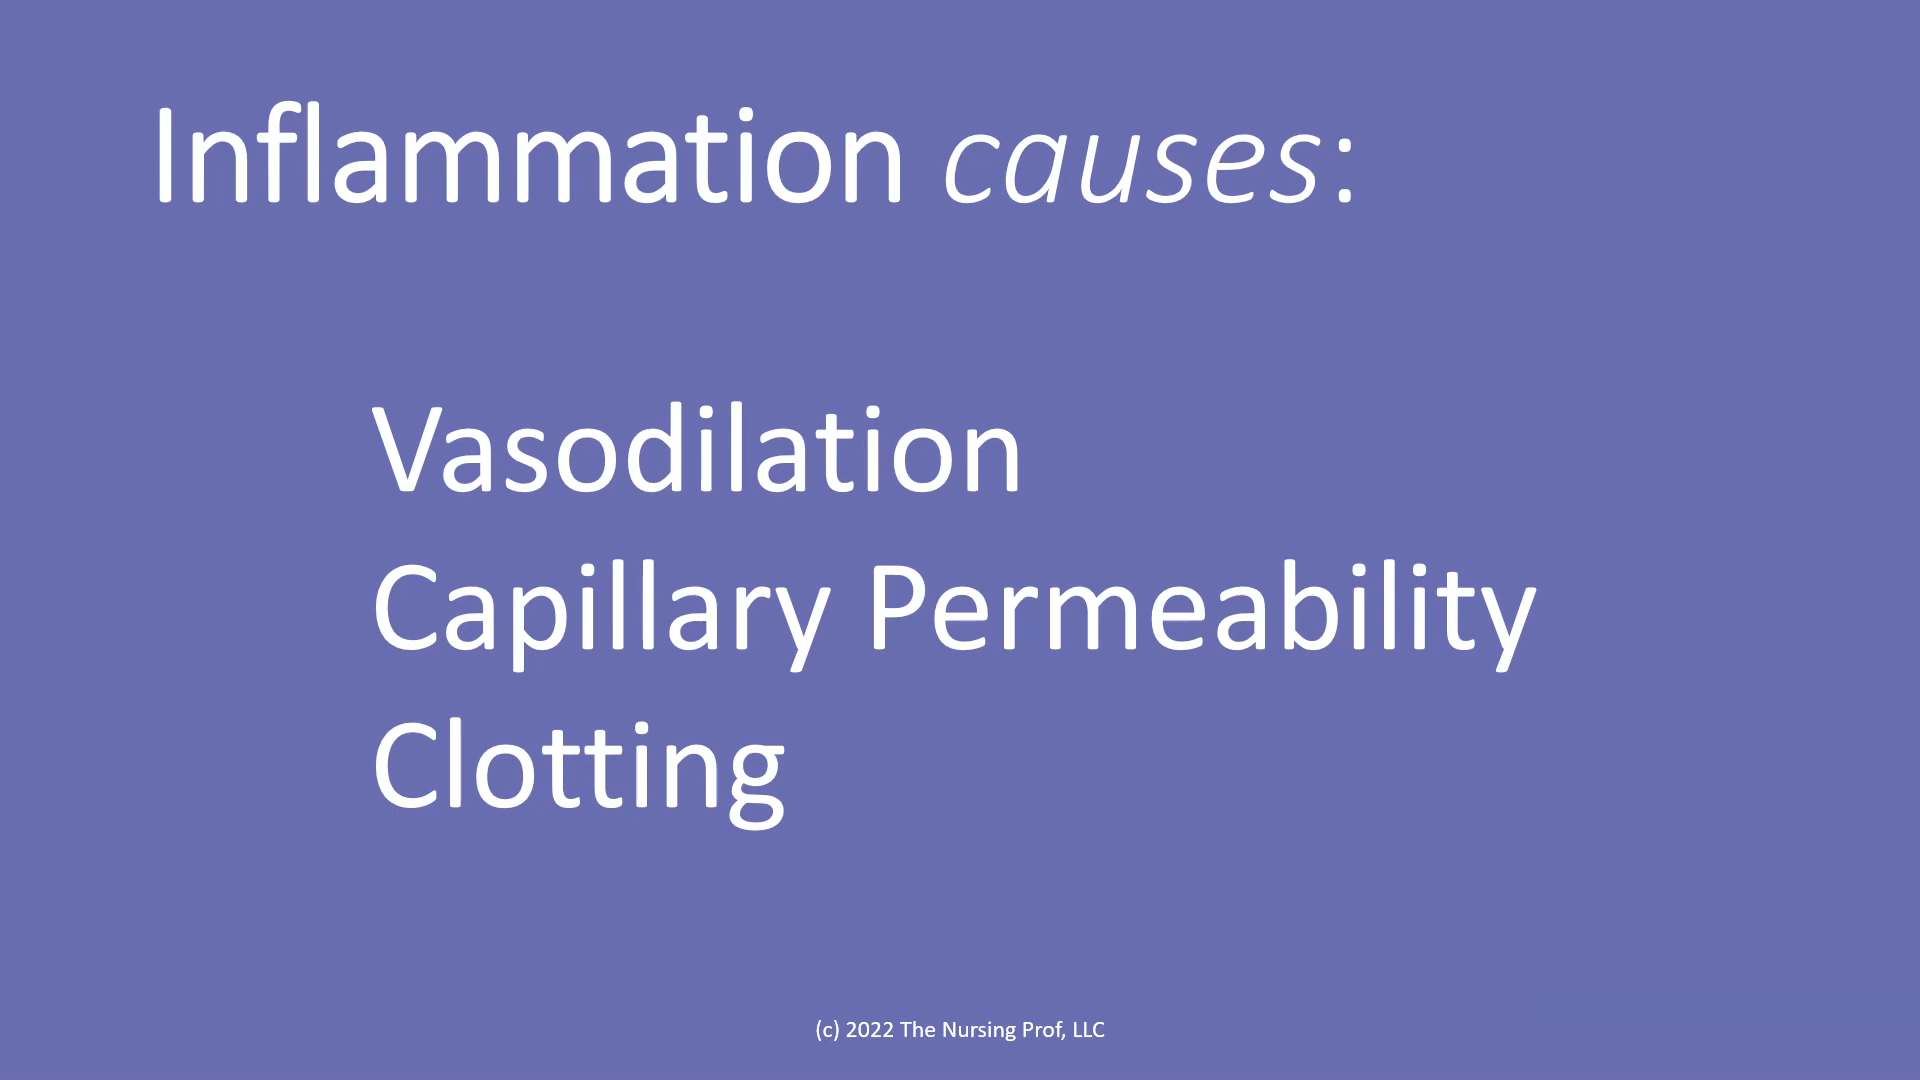 Inflammation causes:
Vasodilation
Capillary Permeability
Clotting
(c) 2022 The Nursing Prof, LLC